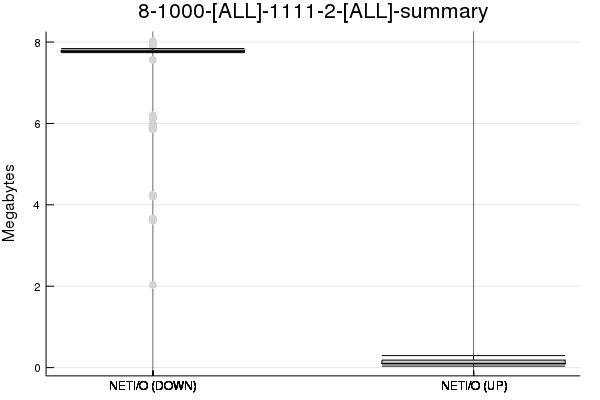 8-1000-[ALL]-1111-2-[ALL]-summary
Megabytes
8
6
4
2
0
NETI/O (DOWN)
NETI/O (UP)